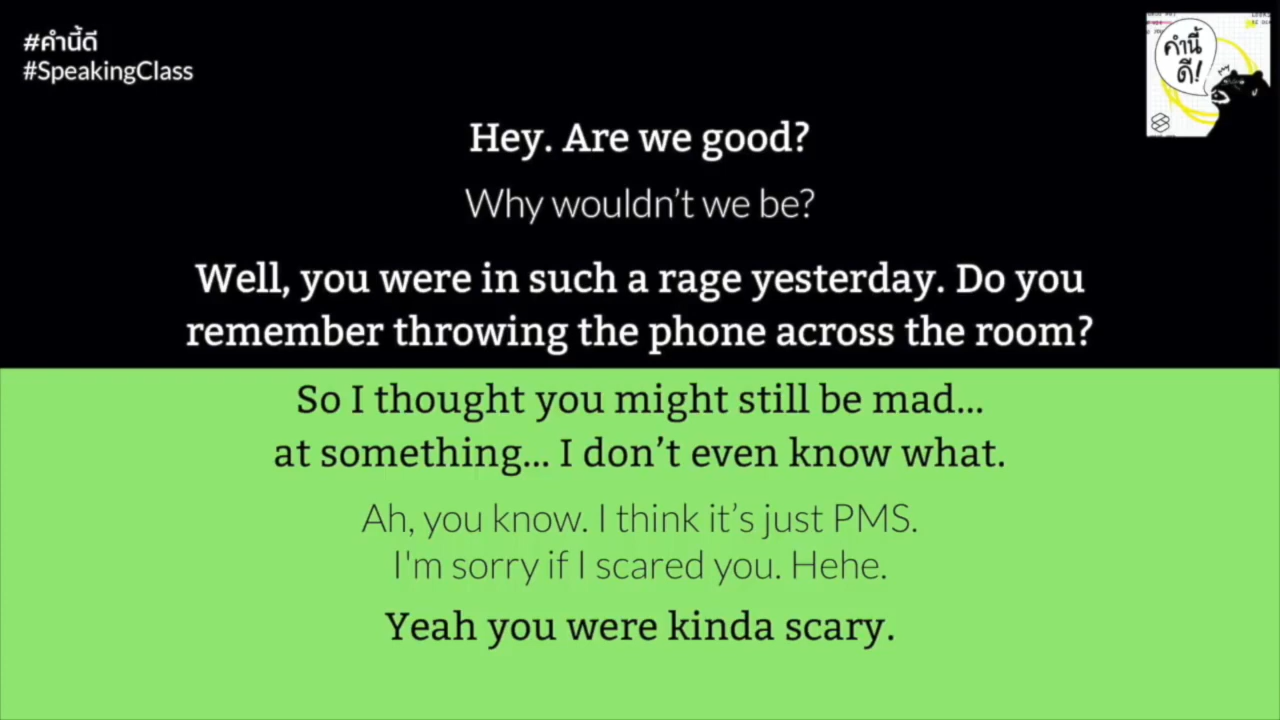 #คำนี้ดี
#SpeakingClass
คำนี้
ดี!
Hey. Are we good?
Why wouldn’t we be?
Well, you were in such a rage yesterday. Do you
remember throwing the phone across the room?
So I thought you might still be mad...
at something... I don’t even know what.
Ah, you know. I think it’s just PMS.
I'm sorry if I scared you. Hehe.
Yeah you were kinda scary.